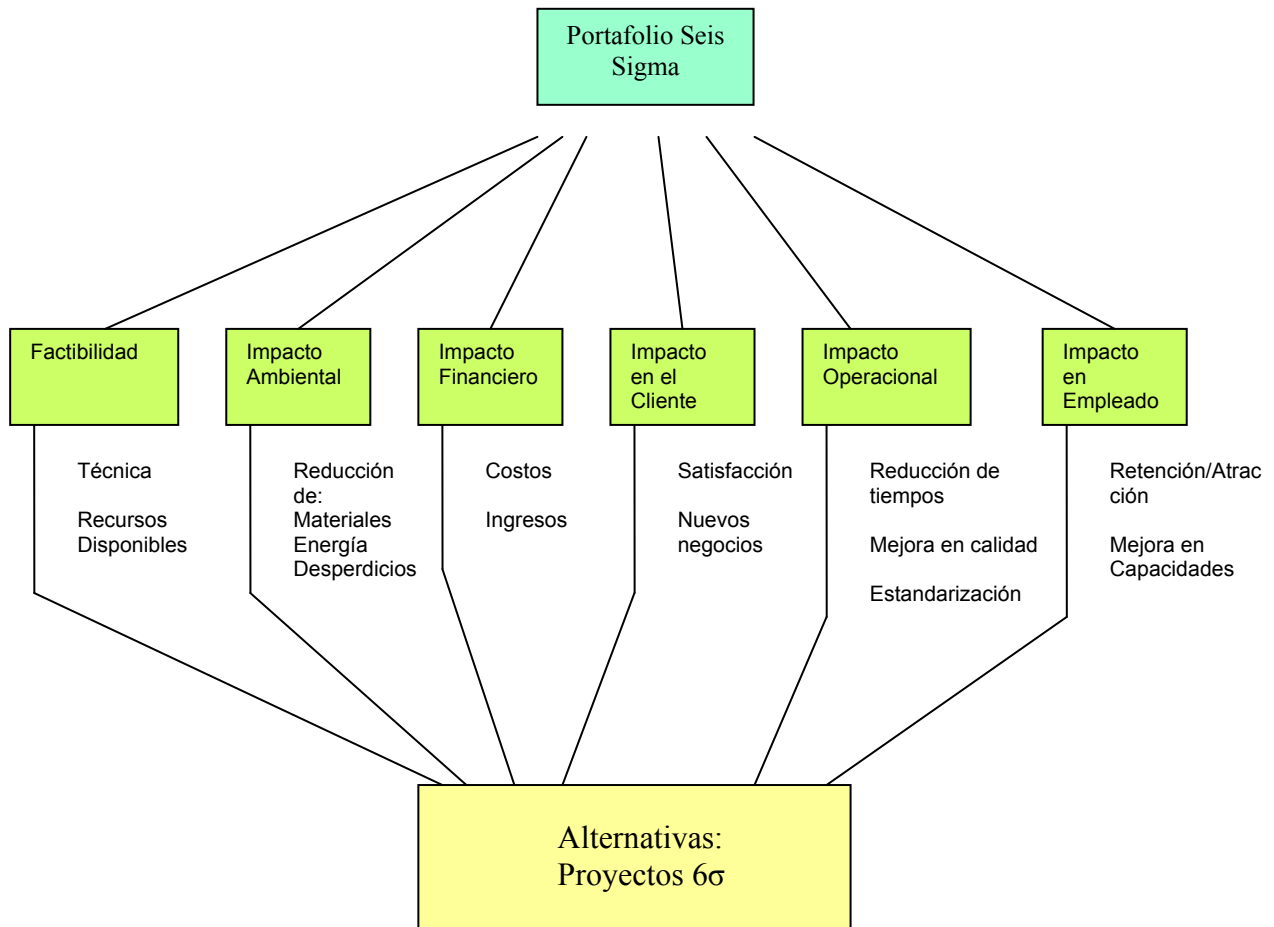 Portafolio Seis
Sigma
Factibilidad
Impacto
Ambiental
Impacto
Financiero
Impacto
en el
Cliente
Impacto
Operacional
Impacto
en
Empleado
Técnica
Recursos
Disponibles
Reducción
de:
Materiales
Energía
Desperdicios
Costos
Ingresos
Satisfacción
Nuevos
negocios
Reducción de
tiempos
Mejora en calidad
Estandarización
Retención/Atrac
ción
Mejora en
Capacidades
Alternativas:
Proyectos 6σ